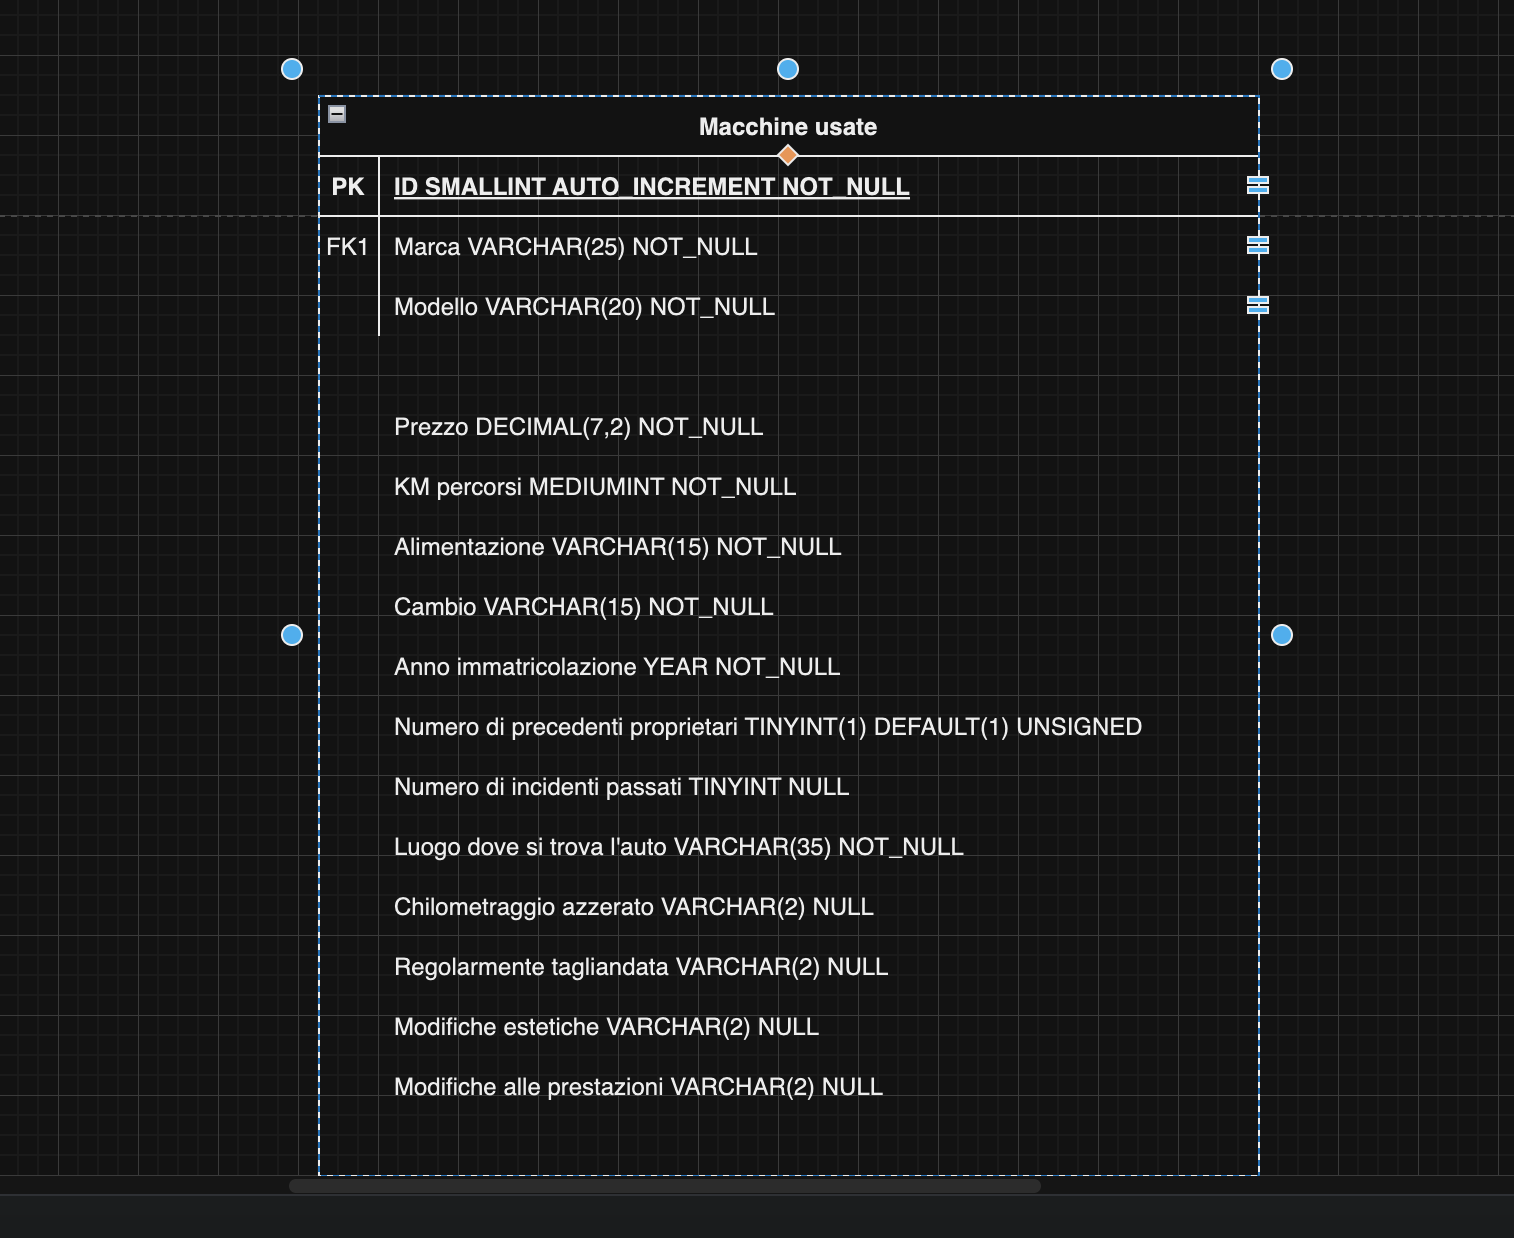 Macchine usate
PK ID SMALLINT AUTO_INCREMENT NOT_NULL
FK1 Marca VARCHAR(25) NOT_NULL
Modello VARCHAR(20) NOT_NULL
Prezzo DECIMAL(7,2) NOT_NULL
KM percorsi MEDIUMINT NOT_NULL
Alimentazione VARCHAR(15) NOT_NULL
Cambio VARCHAR(15) NOT_NULL
Anno immatricolazione YEAR NOT_NULL
Numero di precedenti proprietari TINYINT(1) DEFAULT(1) UNSIGNED
Numero di incidenti passati TINYINT NULL
Luogo dove si trova l'auto VARCHAR(35) NOT_NULL
Chilometraggio azzerato VARCHAR(2) NULL
Regolarmente tagliandata VARCHAR(2) NULL
Modifiche estetiche VARCHAR(2) NULL
Modifiche alle prestazioni VARCHAR(2) NULL